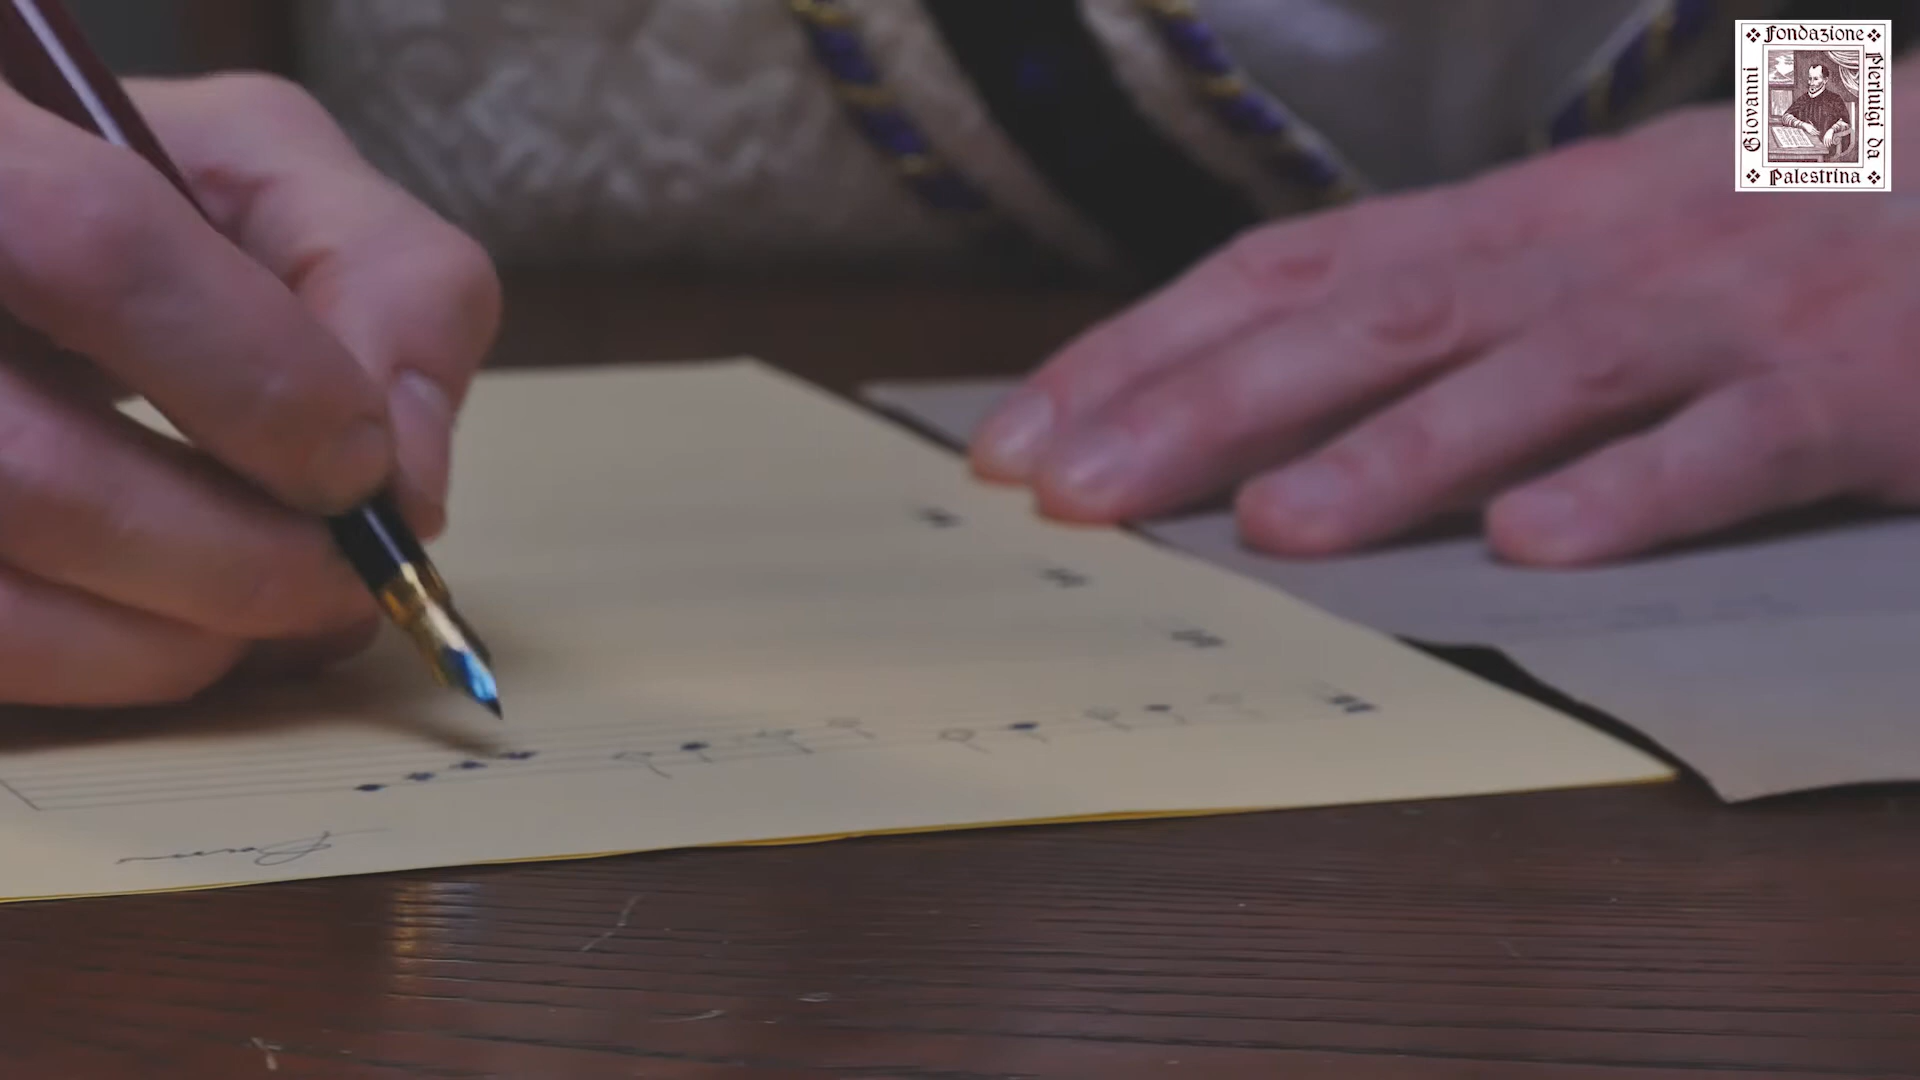 Fondazione
Giovanni
Pierluigi da
Palestrina